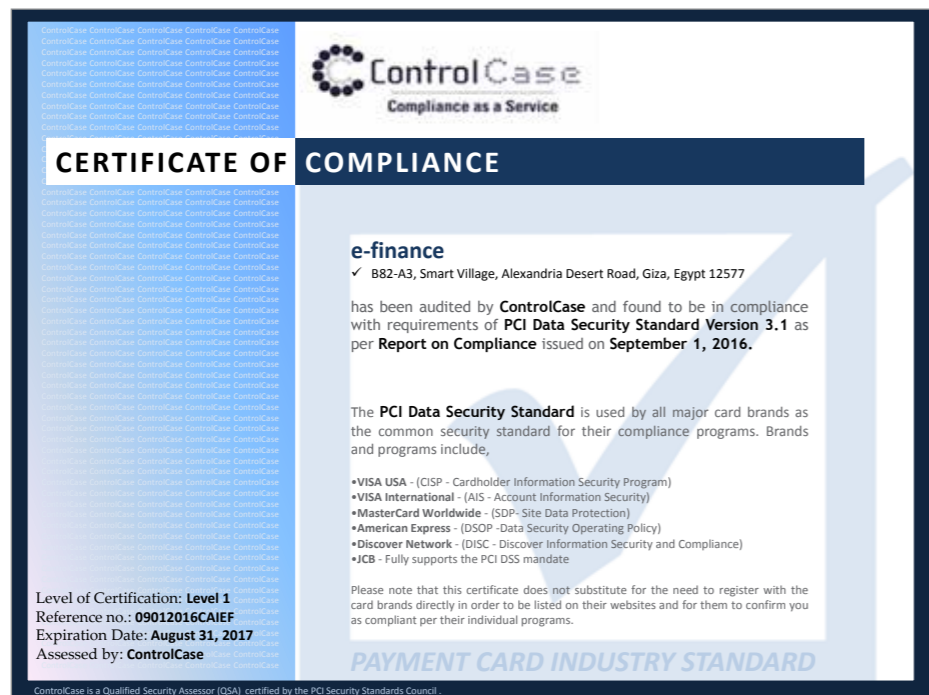 ControlCase
Compliance as a Service
CERTIFICATE OF COMPLIANCE
e-finance
✓ B82-A3, Smart Village, Alexandria Desert Road, Giza, Egypt 12577
has been audited by ControlCase and found to be in compliance
with requirements of PCI Data Security Standard Version 3.1 as
per Report on Compliance issued on September 1, 2016.
The PCI Data Security Standard is used by all major card brands as
the common security standard for their compliance programs. Brands
and programs include,
•VISA USA - (CISP - Cardholder Information Security Program)
•VISA International - (AIS - Account Information Security)
•MasterCard Worldwide - (SDP- Site Data Protection)
•American Express - (DSOP -Data Security Operating Policy)
•Discover Network - (DISC - Discover Information Security and Compliance)
•JCB - Fully supports the PCI DSS mandate
Please note that this certificate does not substitute for the need to register with the
card brands directly in order to be listed on their websites and for them to confirm you
as compliant per their individual programs.
Level of Certification: Level 1
Reference no.: 09012016CAIEF
Expiration Date: August 31, 2017
Assessed by: ControlCase
PAYMENT CARD INDUSTRY STANDARD
ControlCase is a Qualified Security Assessor (QSA) certified by the PCI Security Standards Council .